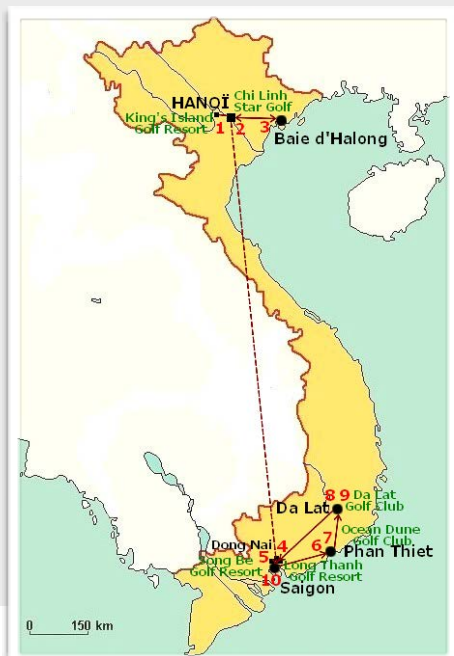 HANOÏ
Chi Linh
Star Golf
King's Island
Golf Resort
1 2 3
Baie d'Halong
8 9
Da Lat
Da Lat
Golf Club
Ocean Dune
Golf Club
7
6
Phan Thiet
Dong Nai
4
5
Song Be
Golf Resort
Long Thanh
Golf Resort
10
Saigon
0 150 km